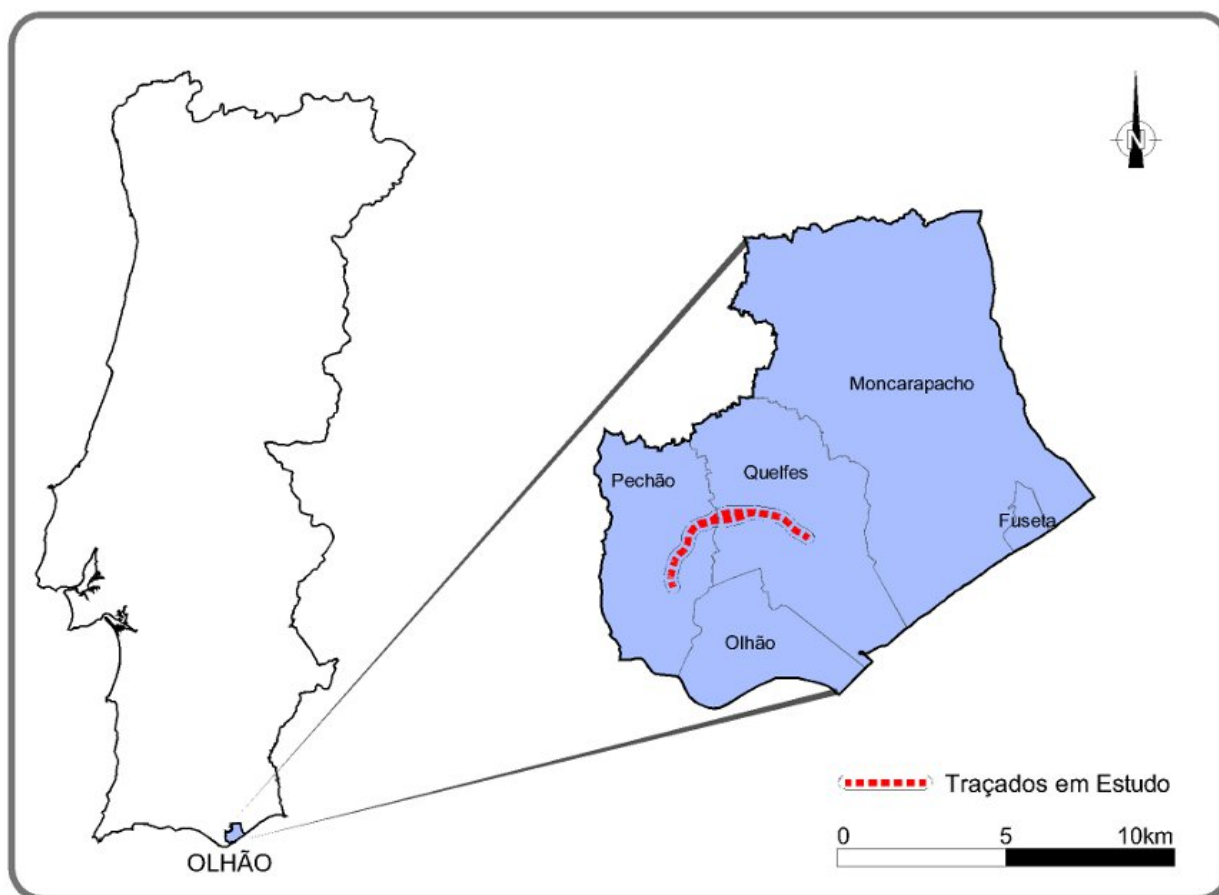 N
Moncarapacho
Pechão
Quelfes
Fuseta
Olhão
Traçados em Estudo
0 5 10km
OLHÃO